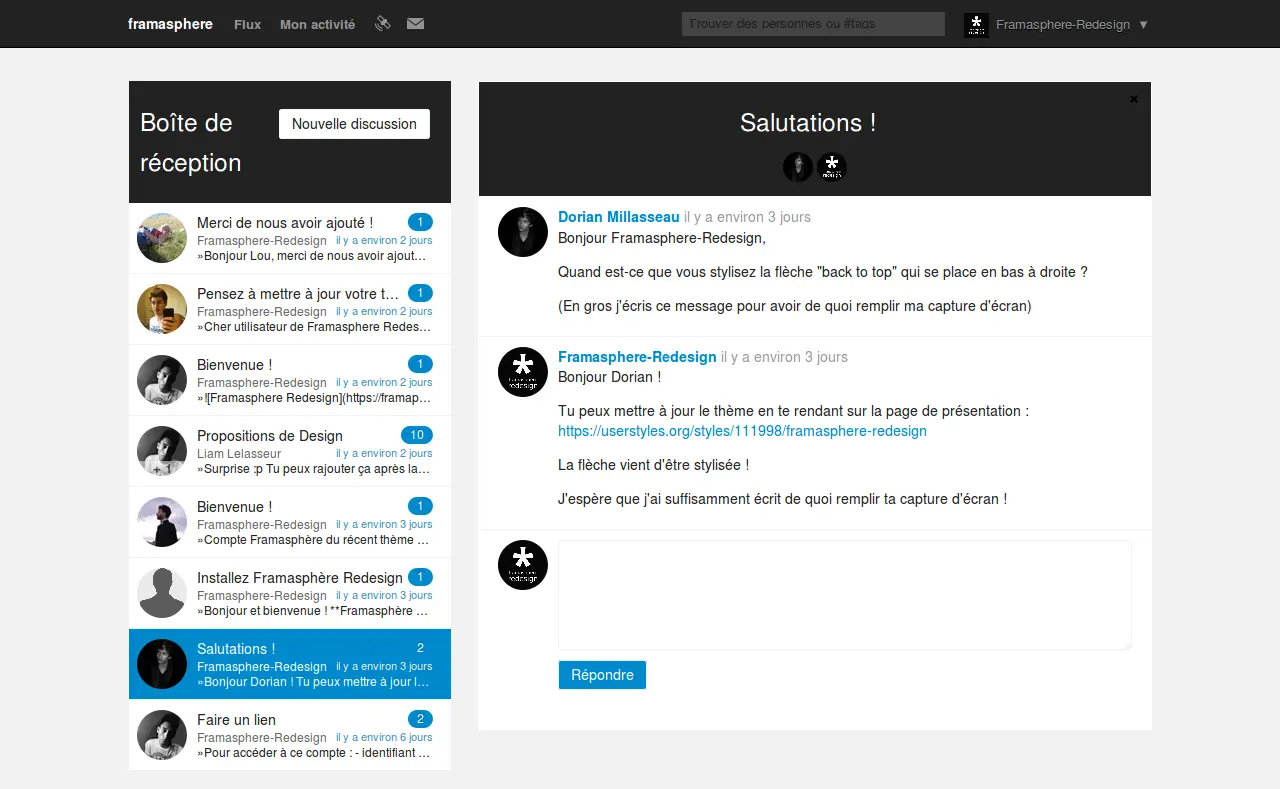 framasphere Flux Mon activité Trouver des personnes ou #tags Framasphere-Redesign ▼
Boîte de
réception
Nouvelle discussion
Merci de nous avoir ajouté ! 1
Framasphere-Redesign il y a environ 2 jours
»Bonjour Lou, merci de nous avoir ajout…
Pensez à mettre à jour votre t… 1
Framasphere-Redesign il y a environ 2 jours
»Cher utilisateur de Framasphere Redes…
Bienvenue ! 1
Framasphere-Redesign il y a environ 2 jours
»![Framasphere Redesign](https://framap…
Propositions de Design 10
Liam Lelasseur il y a environ 2 jours
»Surprise :p Tu peux rajouter ça après la…
Bienvenue ! 1
Framasphere-Redesign il y a environ 3 jours
»Compte Framasphère du récent thème …
Installez Framasphère Redesign 1
Framasphere-Redesign il y a environ 3 jours
»Bonjour et bienvenue ! **Framasphère …
Salutations ! 2
Framasphere-Redesign il y a environ 3 jours
»Bonjour Dorian ! Tu peux mettre à jour l…
Faire un lien 2
Framasphere-Redesign il y a environ 6 jours
»Pour accéder à ce compte : - identifiant …
×
Salutations !
Dorian Millasseau il y a environ 3 jours
Bonjour Framasphere-Redesign,
Quand est-ce que vous stylisez la flèche "back to top" qui se place en bas à droite ?
(En gros j'écris ce message pour avoir de quoi remplir ma capture d'écran)
Framasphere-Redesign il y a environ 3 jours
Bonjour Dorian !
Tu peux mettre à jour le thème en te rendant sur la page de présentation :
https://userstyles.org/styles/111998/framasphere-redesign
La flèche vient d'être stylisée !
J'espère que j'ai suffisamment écrit de quoi remplir ta capture d'écran !
Répondre